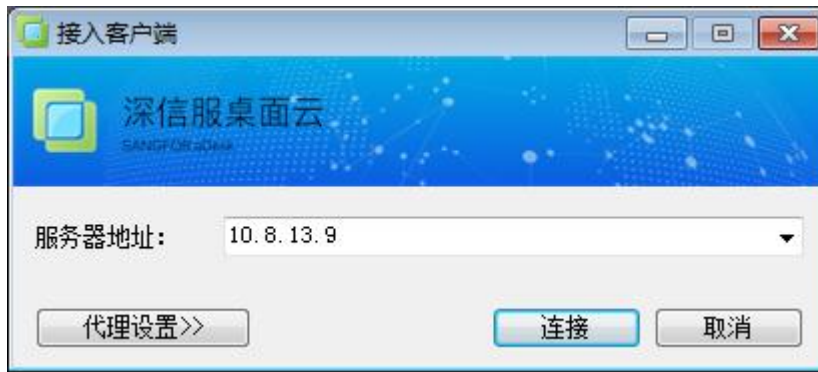 接入客户端
深信服桌面云
SANGFOR aDesk
服务器地址: 10.8.13.9
代理设置>> 连接 取消